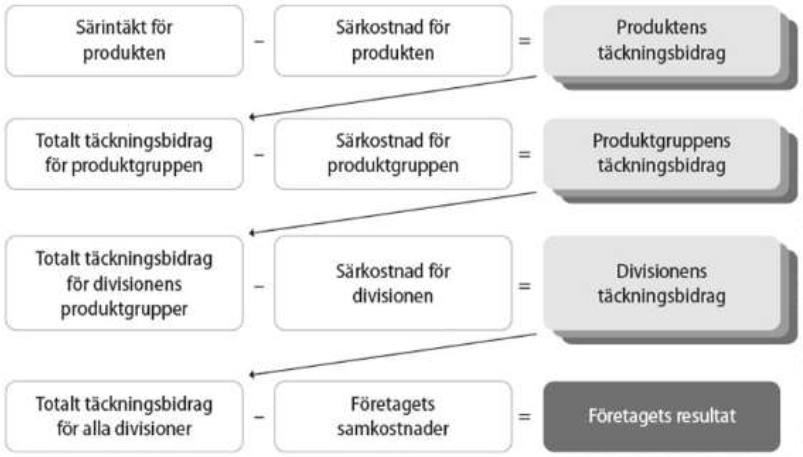 Särintäkt för
produkten
–
Särkostnad för
produkten
=
Produktens
täckningsbidrag
Totalt täckningsbidrag
för produktgruppen
–
Särkostnad för
produktgruppen
=
Produktgruppens
täckningsbidrag
Totalt täckningsbidrag
för divisionens
produktgrupper
–
Särkostnad för
divisionen
=
Divisionens
täckningsbidrag
Totalt täckningsbidrag
för alla divisioner
–
Företagets
samkostnader
=
Företagets resultat